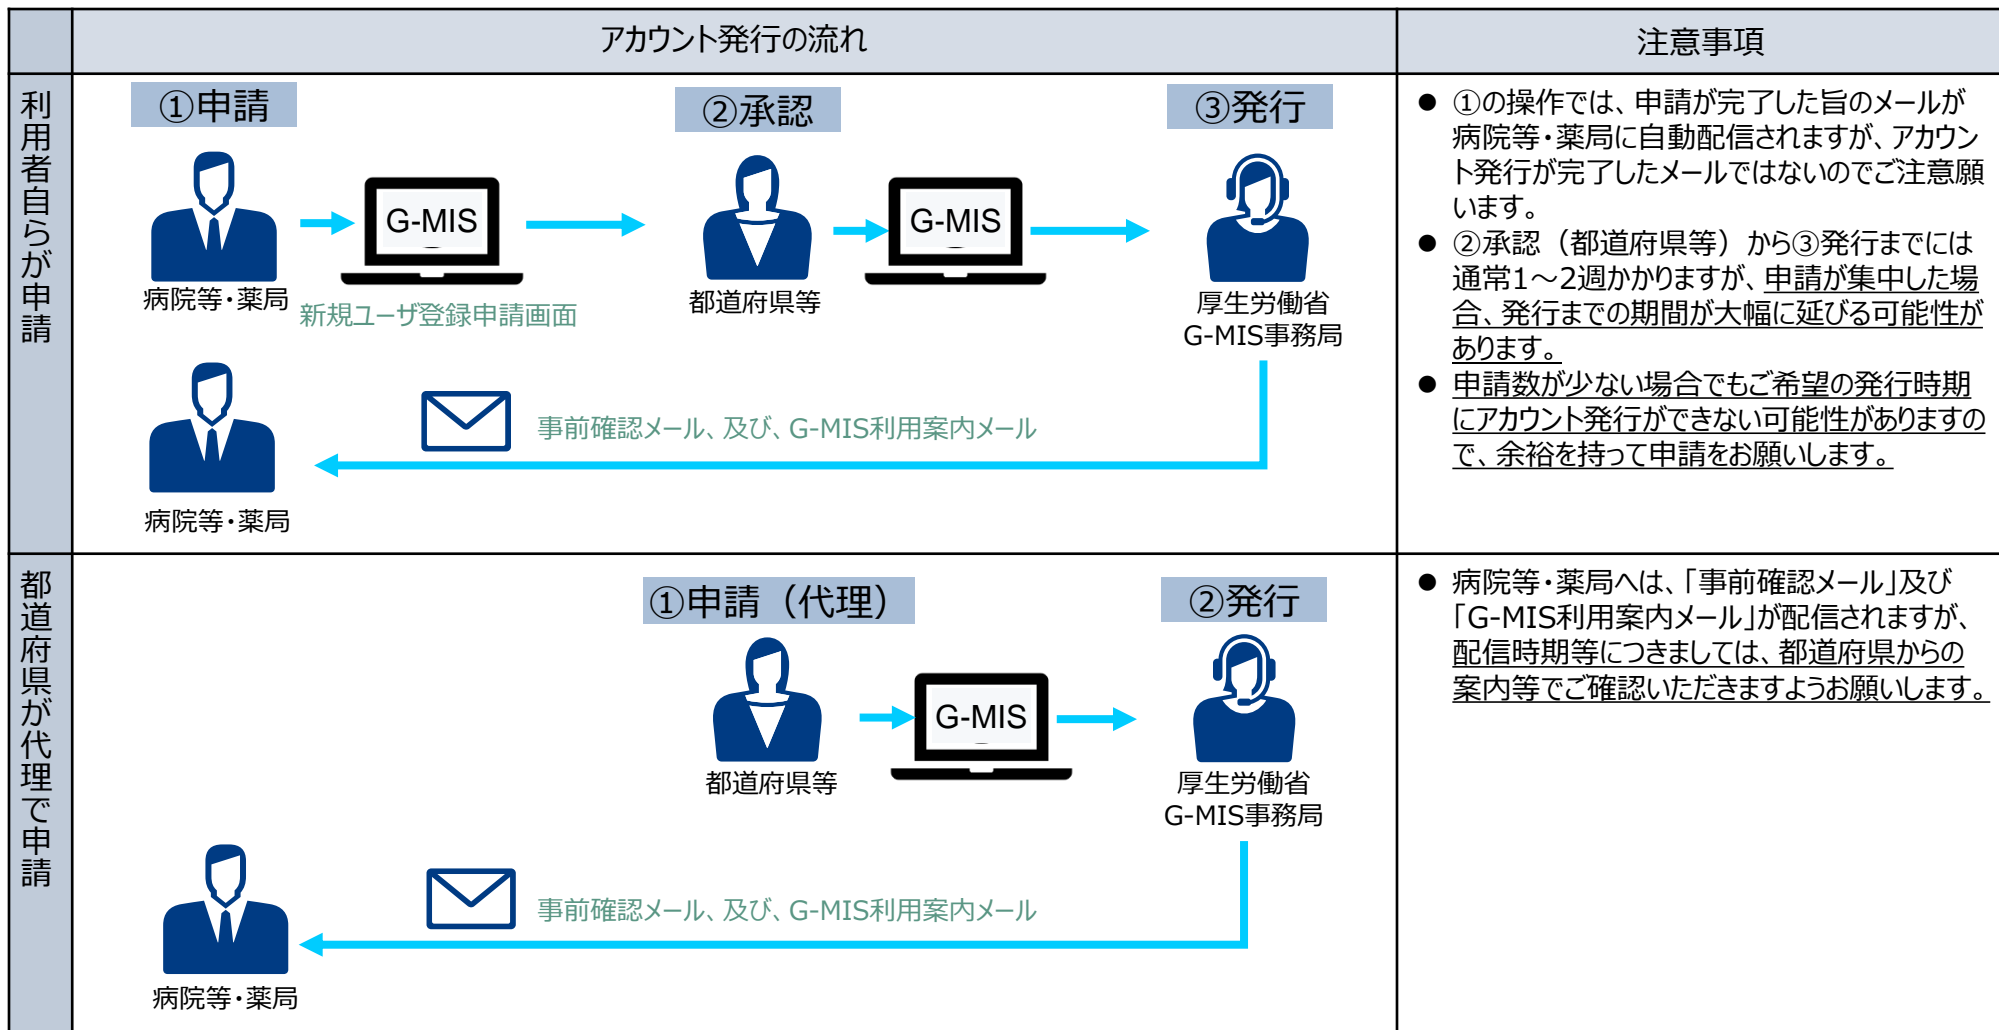 アカウント発行の流れ
注意事項
利用者自らが申請
①申請
②承認
③発行
G-MIS
G-MIS
病院等・薬局
新規ユーザ登録申請画面
都道府県等
厚生労働省
G-MIS事務局
事前確認メール、及び、G-MIS利用案内メール
病院等・薬局
● ①の操作では、申請が完了した旨のメールが
病院等・薬局に自動配信されますが、アカウン
ト発行が完了したメールではないのでご注意願
います。
● ②承認（都道府県等）から③発行までには
通常1～2週かかりますが、申請が集中した場
合、発行までの期間が大幅に延びる可能性が
あります。
● 申請数が少ない場合でもご希望の発行時期
にアカウント発行ができない可能性がありますの
で、余裕を持って申請をお願いします。
都道府県が代理で申請
①申請（代理）
②発行
G-MIS
都道府県等
厚生労働省
G-MIS事務局
事前確認メール、及び、G-MIS利用案内メール
病院等・薬局
● 病院等・薬局へは、「事前確認メール」及び
「G-MIS利用案内メール」が配信されますが、
配信時期等につきましては、都道府県からの
案内等でご確認いただきますようお願いします。